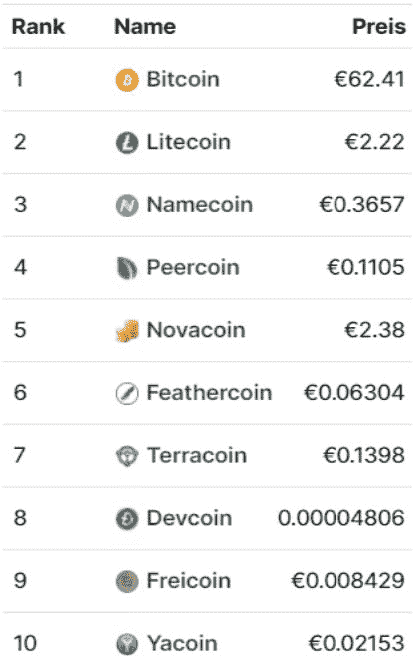 Rank Name Preis
1 Bitcoin €62.41
2 Litecoin €2.22
3 Namecoin €0.3657
4 Peercoin €0.1105
5 Novacoin €2.38
6 Feathercoin €0.06304
7 Terracoin €0.1398
8 Devcoin 0.00004806
9 Freicoin €0.008429
10 Yacoin €0.02153